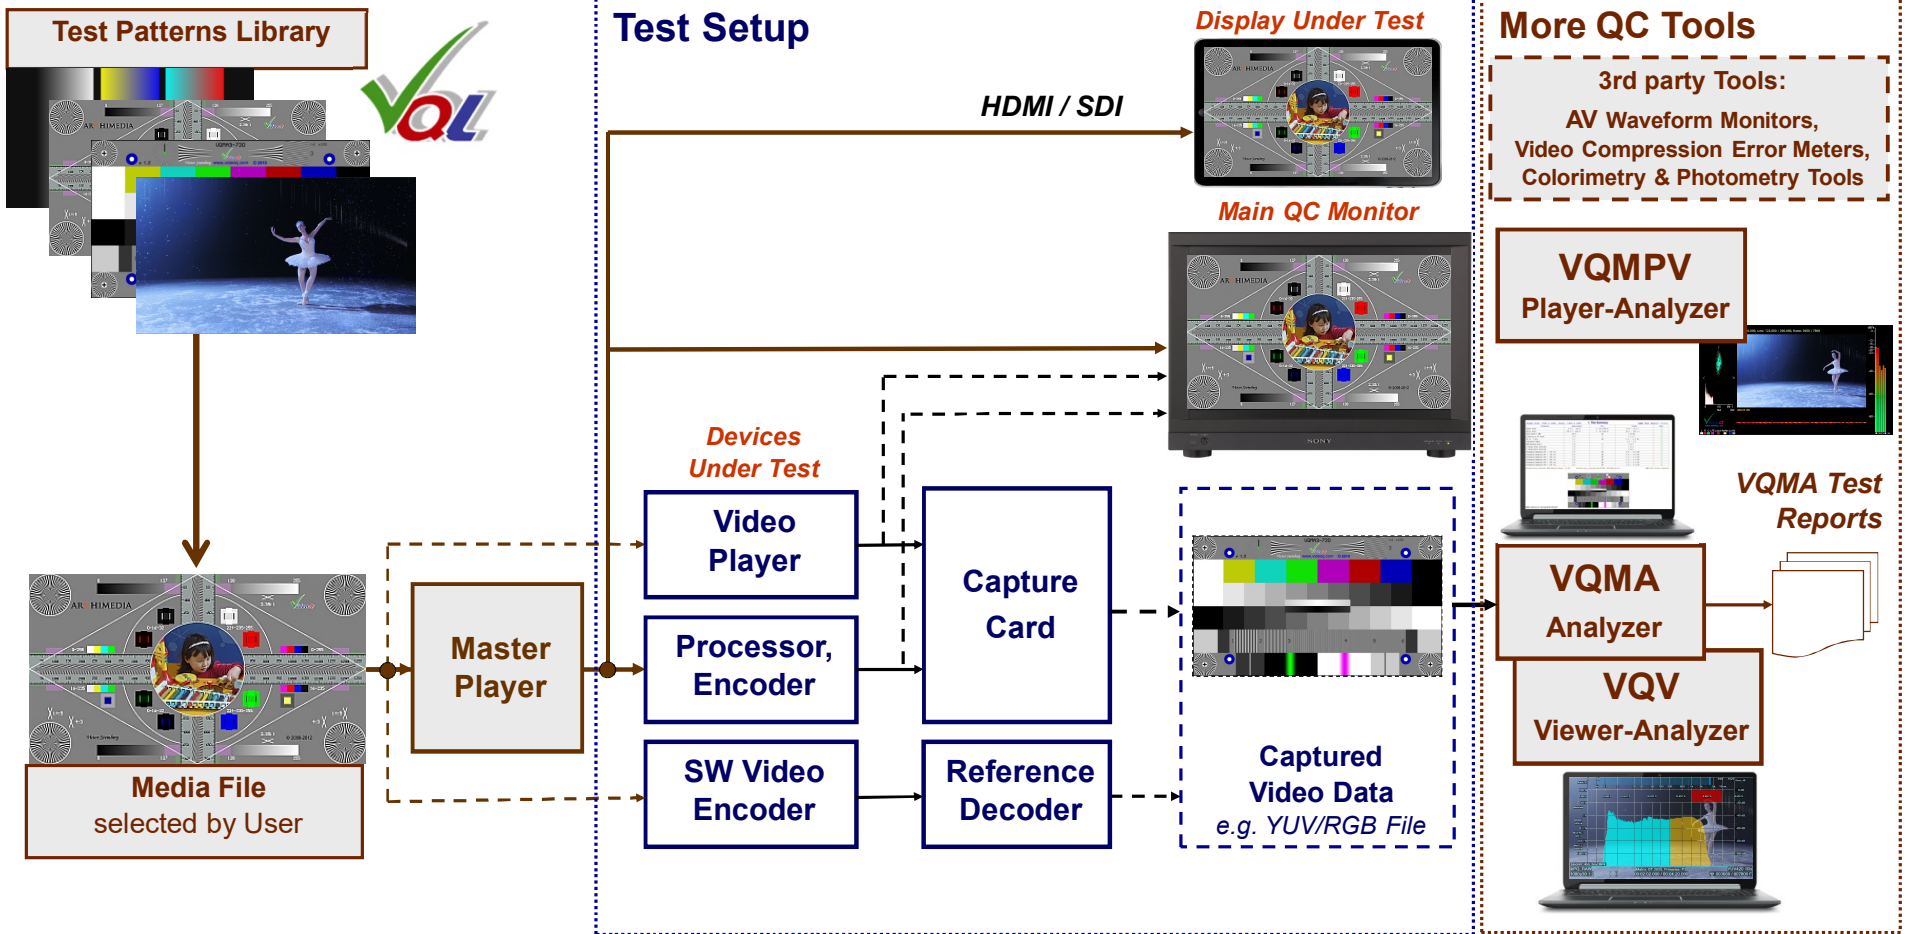 Test Patterns Library
VQL
Media File
selected by User
Master
Player
Test Setup
HDMI / SDI
Display Under Test
Main QC Monitor
SONY
Devices
Under Test
Video
Player
Processor,
Encoder
SW Video
Encoder
Capture
Card
Reference
Decoder
Captured
Video Data
e.g. YUV/RGB File
More QC Tools
3rd party Tools:
AV Waveform Monitors,
Video Compression Error Meters,
Colorimetry & Photometry Tools
VQMPV
Player-Analyzer
VQMA Test
Reports
VQMA
Analyzer
VQV
Viewer-Analyzer